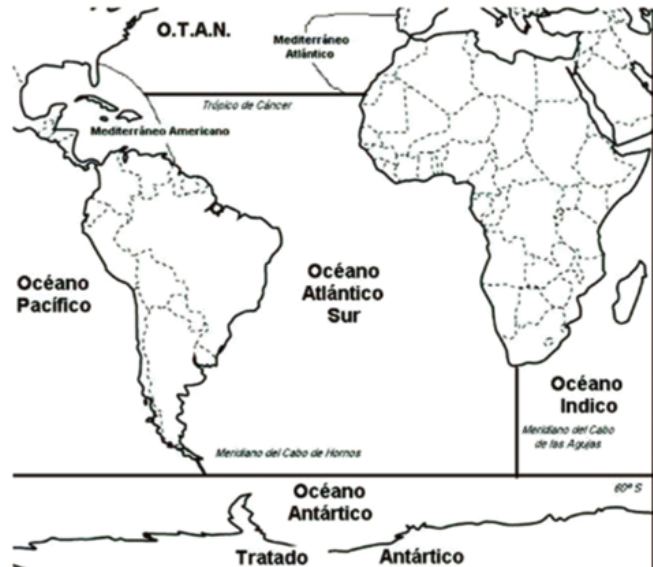 O.T.A.N.
Mediterráneo
Atlántico
Trópico de Cáncer
Mediterráneo Americano
Océano
Pacífico
Océano
Atlántico
Sur
Océano
Indico
Meridiano del Cabo
de las Agujas
Meridiano del Cabo de Hornos
60º S
Océano
Antártico
Tratado Antártico